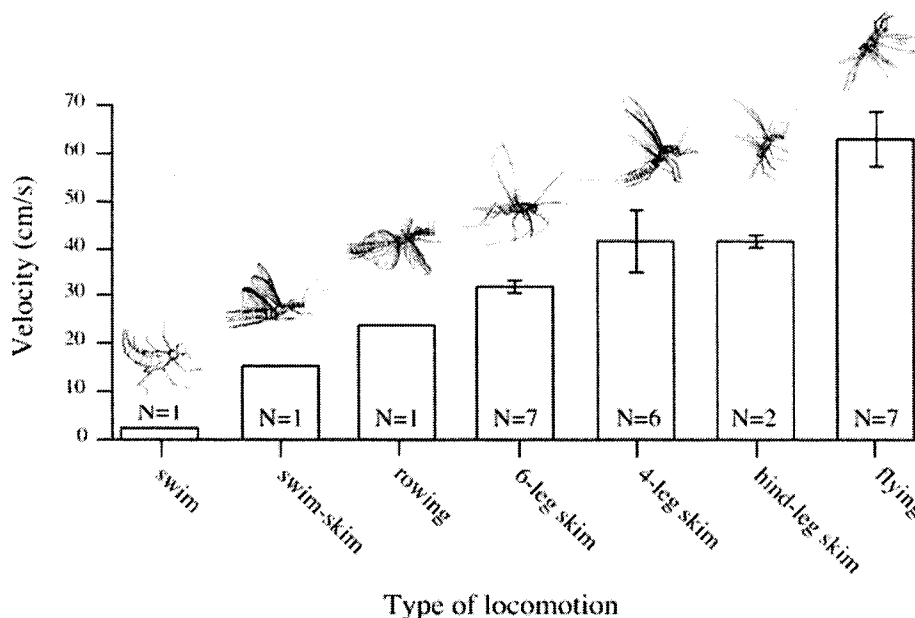 70
60
50
40
30
20
10
0
Velocity (cm/s)
N=1
N=1
N=1
N=7
N=6
N=2
N=7
swim
swim-skim
rowing
6-leg skim
4-leg skim
hind-leg skim
flying
Type of locomotion